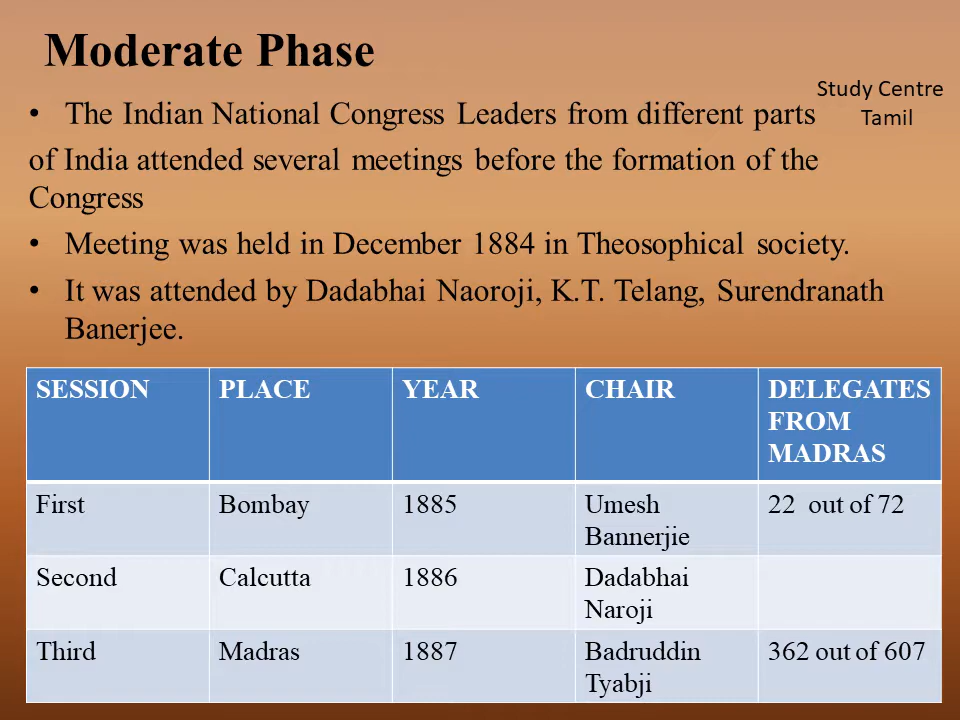 Moderate Phase
Study Centre
Tamil
• The Indian National Congress Leaders from different parts
of India attended several meetings before the formation of the
Congress
• Meeting was held in December 1884 in Theosophical society.
• It was attended by Dadabhai Naoroji, K.T. Telang, Surendranath
Banerjee.
SESSION PLACE YEAR CHAIR DELEGATES
FROM
MADRAS
First Bombay 1885 Umesh 22 out of 72
Bannerjie
Second Calcutta 1886 Dadabhai
Naroji
Third Madras 1887 Badruddin 362 out of 607
Tyabji